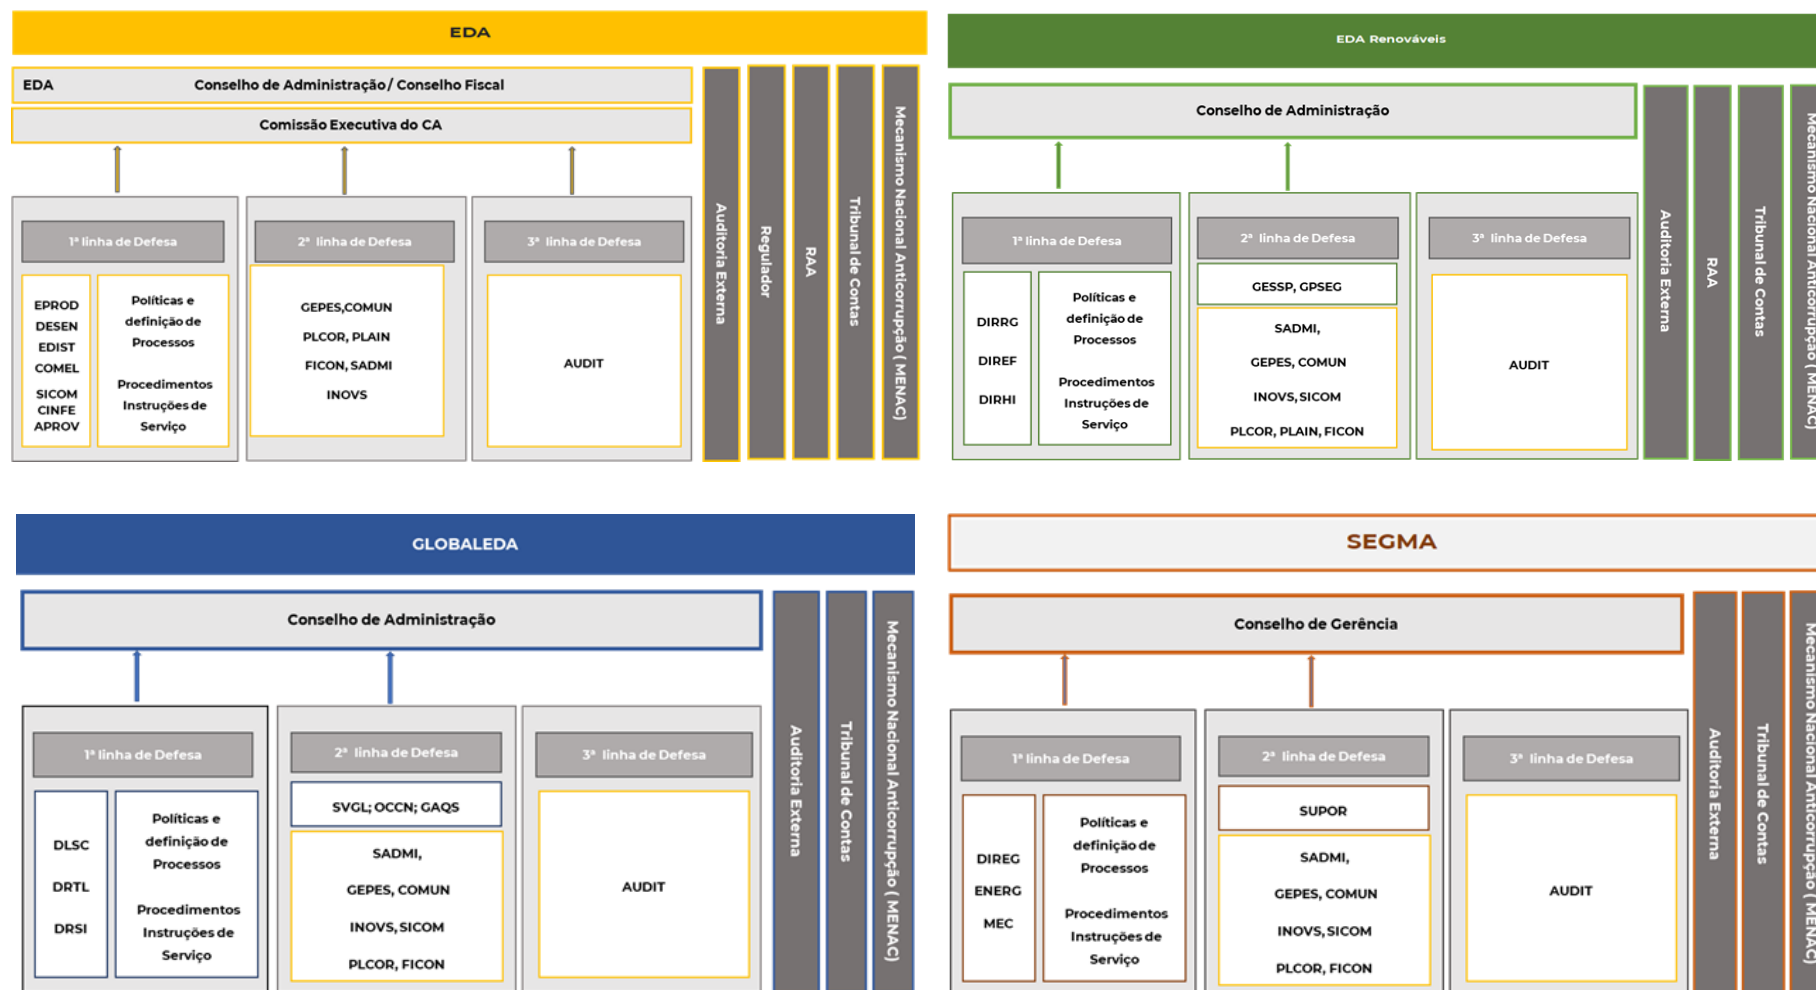 EDA
EDA
Conselho de Administração / Conselho Fiscal
Comissão Executiva do CA
1ª linha de Defesa
EPROD
DESEN
EDIST
COMEL
SICOM
CINFE
APROV
Políticas e
definição de
Processos
Procedimentos
Instruções de
Serviço
2ª linha de Defesa
GEPES,COMUN
PLCOR, PLAIN
FICON, SADMI
INOVS
3ª linha de Defesa
AUDIT
Auditoria Externa
Regulador
RAA
Tribunal de Contas
Mecanismo Nacional Anticorrupção ( MENAC)
EDA Renováveis
Conselho de Administração
1ª linha de Defesa
DIRRG
DIREF
DIRHI
Políticas e
definição de
Processos
Procedimentos
Instruções de
Serviço
2ª linha de Defesa
GESSP, GPSEG
SADMI,
GEPES, COMUN
INOVS, SICOM
PLCOR, PLAIN, FICON
3ª linha de Defesa
AUDIT
Auditoria Externa
RAA
Tribunal de Contas
Mecanismo Nacional Anticorrupção ( MENAC)
GLOBALEDA
Conselho de Administração
1ª linha de Defesa
DLSC
DRTL
DRSI
Políticas e
definição de
Processos
Procedimentos
Instruções de
Serviço
2ª linha de Defesa
SVGL; OCCN; GAQS
SADMI,
GEPES, COMUN
INOVS, SICOM
PLCOR, FICON
3ª linha de Defesa
AUDIT
Auditoria Externa
Tribunal de Contas
Mecanismo Nacional Anticorrupção ( MENAC)
SEGMA
Conselho de Gerência
1ª linha de Defesa
DIREG
ENERG
MEC
Políticas e
definição de
Processos
Procedimentos
Instruções de
Serviço
2ª linha de Defesa
SUPOR
SADMI,
GEPES, COMUN
INOVS, SICOM
PLCOR, FICON
3ª linha de Defesa
AUDIT
Auditoria Externa
Tribunal de Contas
Mecanismo Nacional Anticorrupção ( MENAC)